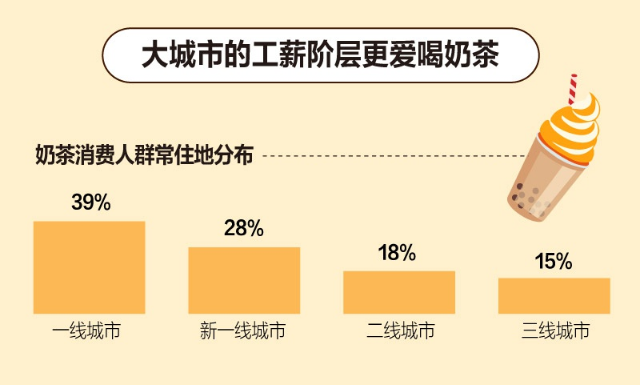 大城市的工薪阶层更爱喝奶茶
奶茶消费人群常住地分布
39%
28%
18%
15%
一线城市
新一线城市
二线城市
三线城市